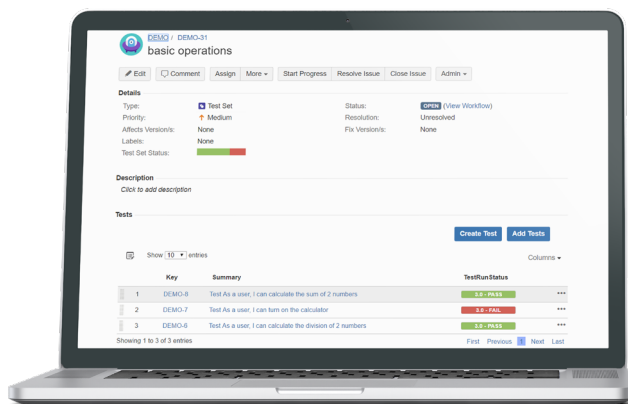 DEMO / DEMO-31
basic operations
Edit Comment Assign More Start Progress Resolve Issue Close Issue Admin
Details
Type: Test Set Status: OPEN (View Workflow)
Priority: Medium Resolution: Unresolved
Affects Version/s: None Fix Version/s: None
Labels: None
Test Set Status:
Description
Click to add description
Tests
Create Test Add Tests
Show 10 entries
Columns
Key Summary TestRunStatus
1 DEMO-8 Test As a user, I can calculate the sum of 2 numbers 3.0 - PASS
2 DEMO-7 Test As a user, I can turn on the calculator 3.0 - FAIL
3 DEMO-6 Test As a user, I can calculate the division of 2 numbers 3.0 - PASS
Showing 1 to 3 of 3 entries First Previous 1 Next Last